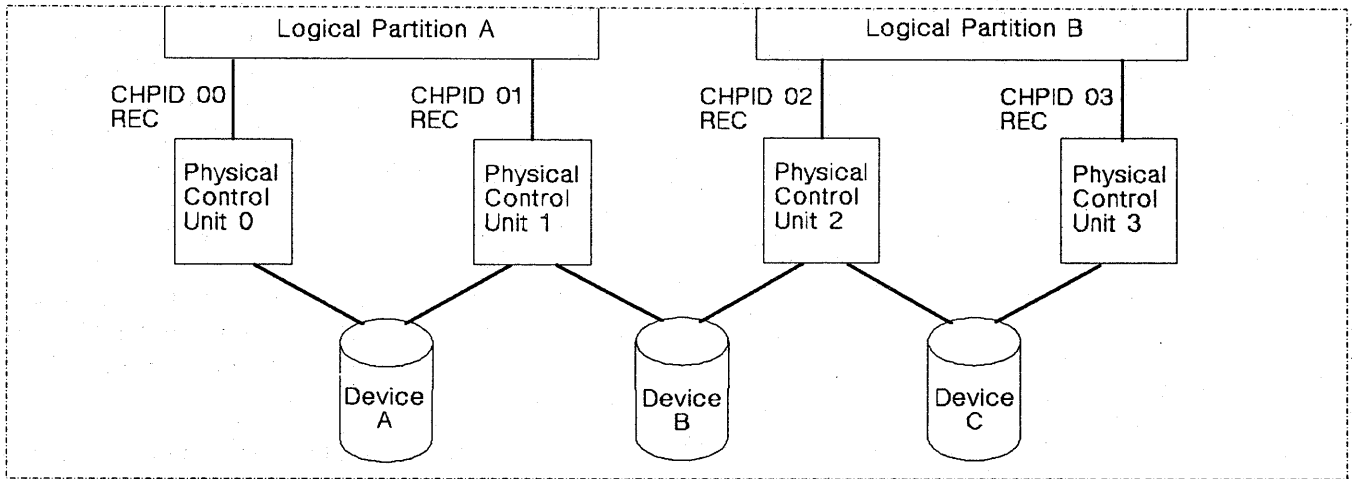 Logical Partition A
Logical Partition B
CHPID 00
REC
CHPID 01
REC
CHPID 02
REC
CHPID 03
REC
Physical
Control
Unit 0
Physical
Control
Unit 1
Physical
Control
Unit 2
Physical
Control
Unit 3
Device
A
Device
B
Device
C